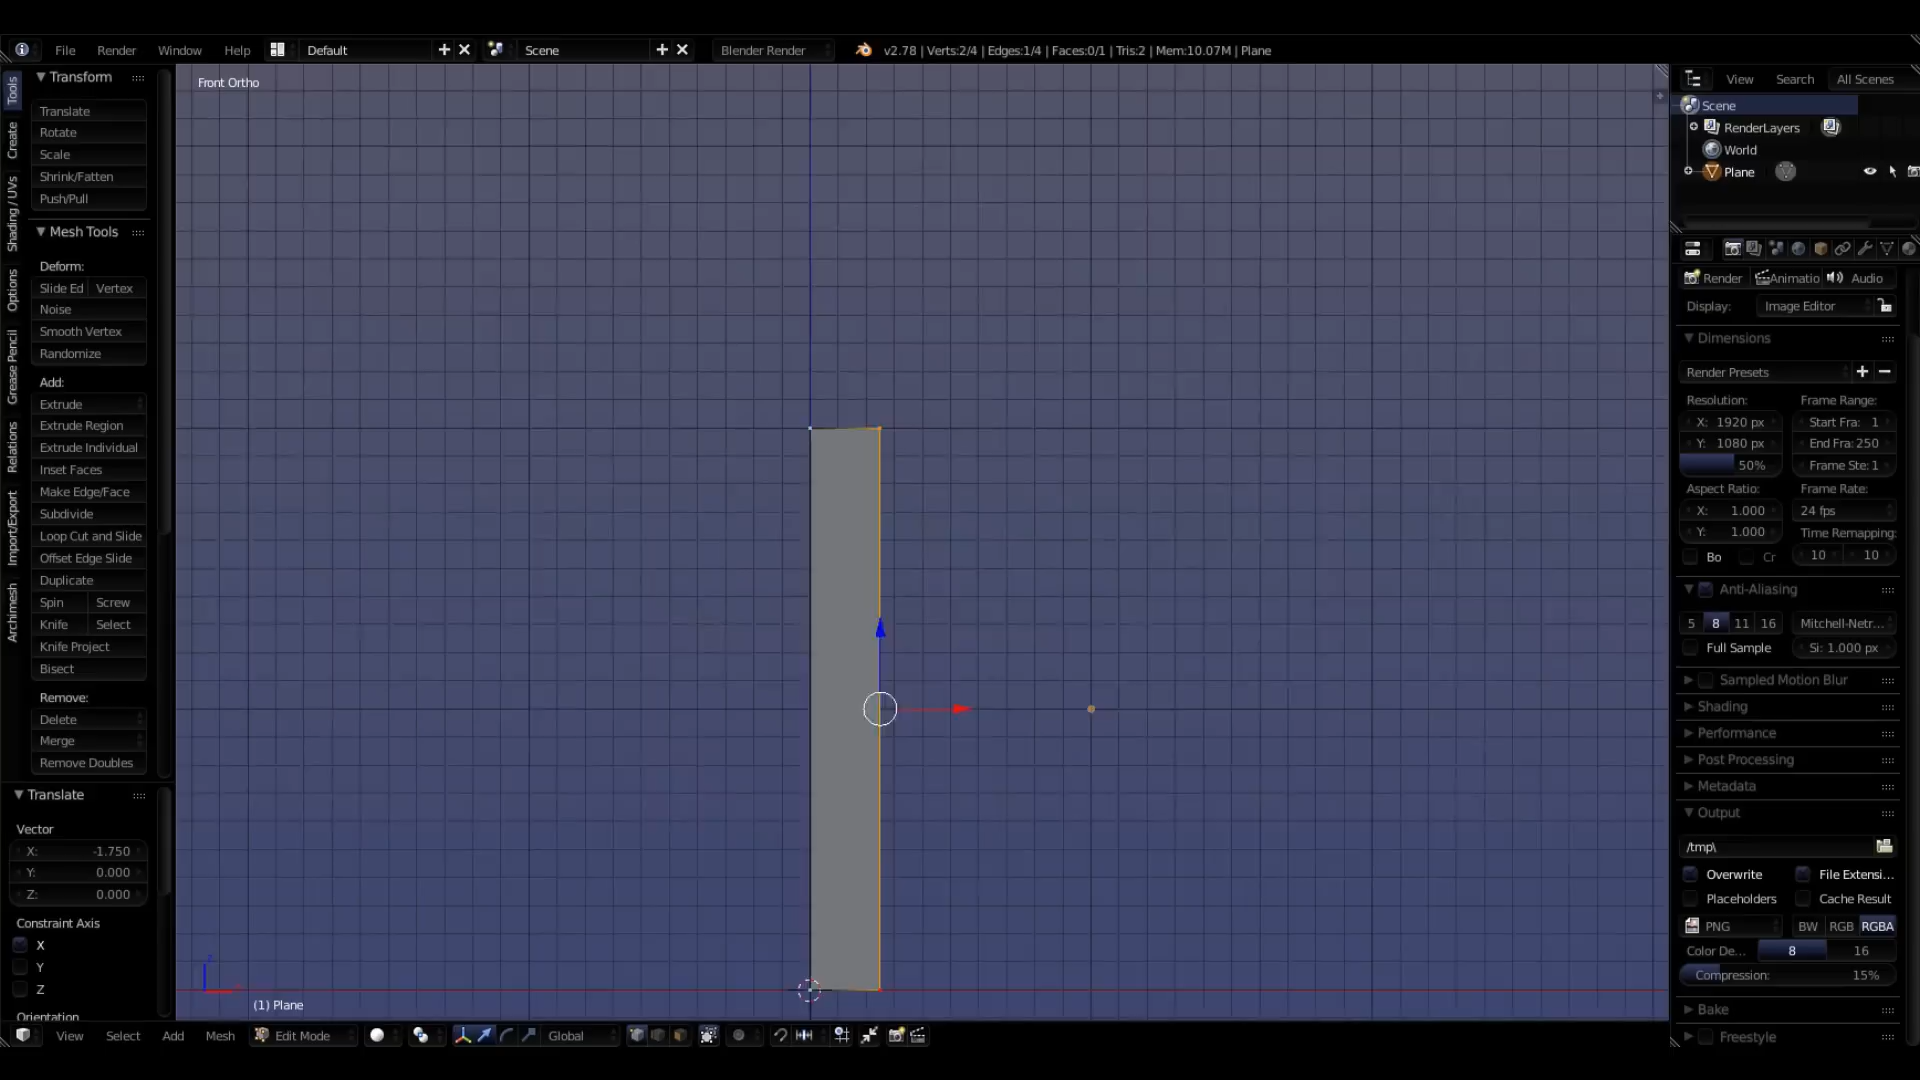 File Render Window Help Default Scene Blender Render v2.78 | Verts:2/4 | Edges:1/4 | Faces:0/1 | Tris:2 | Mem:10.07M | Plane
Tools
Create
Shading / UVs
Options
Grease Pencil
Relations
Import/Export
Archimesh
Transform
Translate
Rotate
Scale
Shrink/Fatten
Push/Pull
Mesh Tools
Deform:
Slide Ed Vertex
Noise
Smooth Vertex
Randomize
Add:
Extrude
Extrude Region
Extrude Individual
Inset Faces
Make Edge/Face
Subdivide
Loop Cut and Slide
Offset Edge Slide
Duplicate
Spin Screw
Knife Select
Knife Project
Bisect
Remove:
Delete
Merge
Remove Doubles
Translate
Vector
X: -1.750
Y: 0.000
Z: 0.000
Constraint Axis
X
Y
Z
Orientation
Front Ortho
(1) Plane
View Select Add Mesh Edit Mode Global
View Search All Scenes
Scene
RenderLayers
World
Plane
Render Animatio Audio
Display: Image Editor
Dimensions
Render Presets
Resolution: Frame Range:
X: 1920 px Start Fra: 1
Y: 1080 px End Fra: 250
50% Frame Ste: 1
Aspect Ratio: Frame Rate:
X: 1.000 24 fps
Y: 1.000 Time Remapping:
Bo Cr 10 10
Anti-Aliasing
5 8 11 16 Mitchell-Netr...
Full Sample Si: 1.000 px
Sampled Motion Blur
Shading
Performance
Post Processing
Metadata
Output
/tmp\
Overwrite File Extensi...
Placeholders Cache Result
PNG BW RGB RGBA
Color De... 8 16
Compression: 15%
Bake
Freestyle